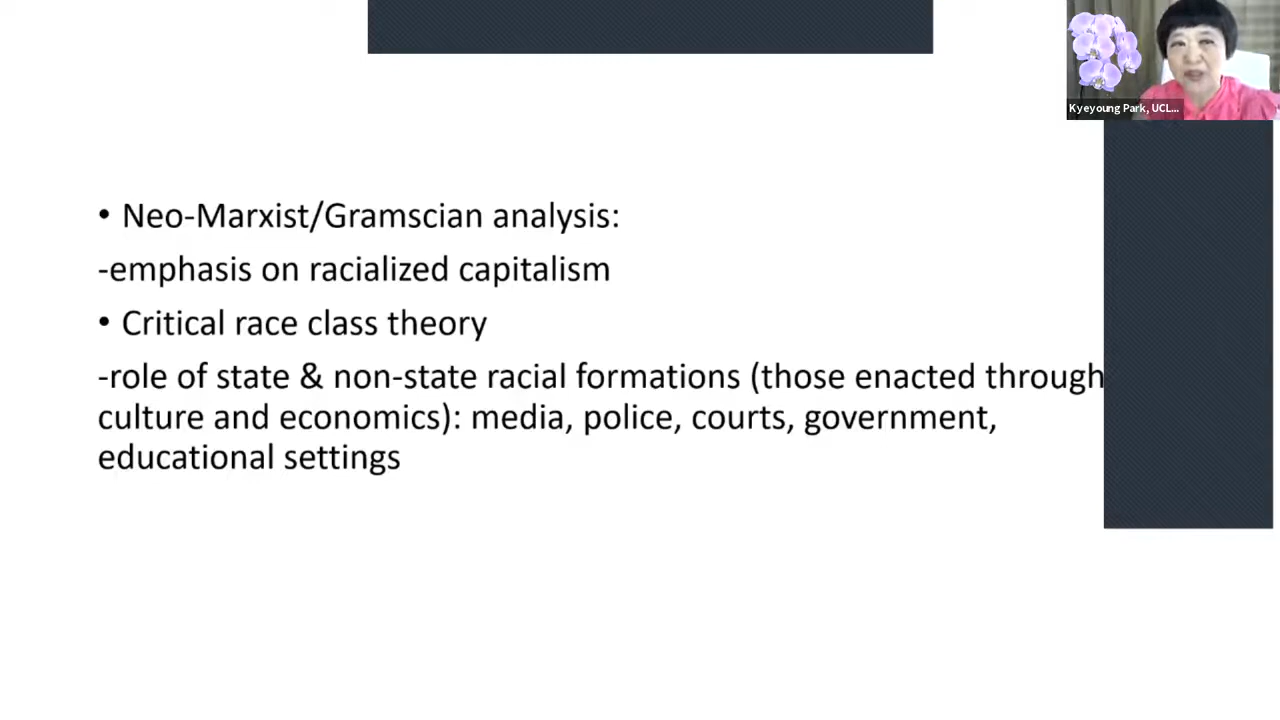 Kyeyoung Park, UCL...
• Neo-Marxist/Gramscian analysis:
-emphasis on racialized capitalism
• Critical race class theory
-role of state & non-state racial formations (those enacted through
culture and economics): media, police, courts, government,
educational settings